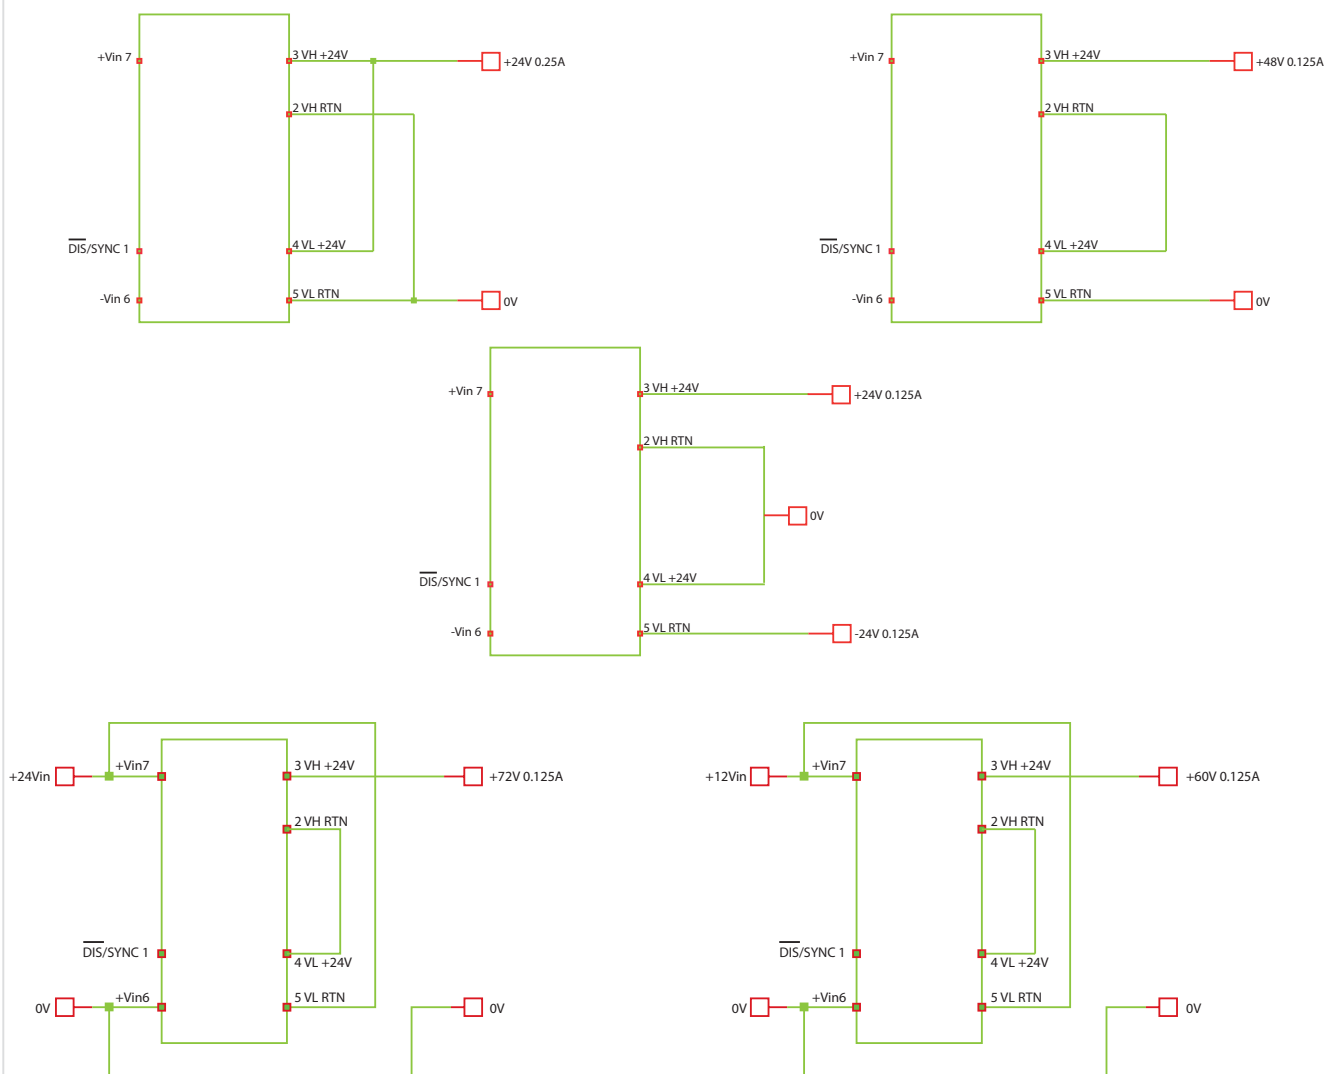 +Vin 7
3 VH +24V
+24V 0.25A
2 VH RTN
DIS/SYNC 1
4 VL +24V
-Vin 6
5 VL RTN
0V
+Vin 7
3 VH +24V
+48V 0.125A
2 VH RTN
DIS/SYNC 1
4 VL +24V
-Vin 6
5 VL RTN
0V
+Vin 7
3 VH +24V
+24V 0.125A
2 VH RTN
0V
DIS/SYNC 1
4 VL +24V
-Vin 6
5 VL RTN
-24V 0.125A
+24Vin
+Vin7
3 VH +24V
+72V 0.125A
2 VH RTN
DIS/SYNC 1
4 VL +24V
0V
+Vin6
5 VL RTN
0V
+12Vin
+Vin7
3 VH +24V
+60V 0.125A
2 VH RTN
DIS/SYNC 1
4 VL +24V
0V
+Vin6
5 VL RTN
0V